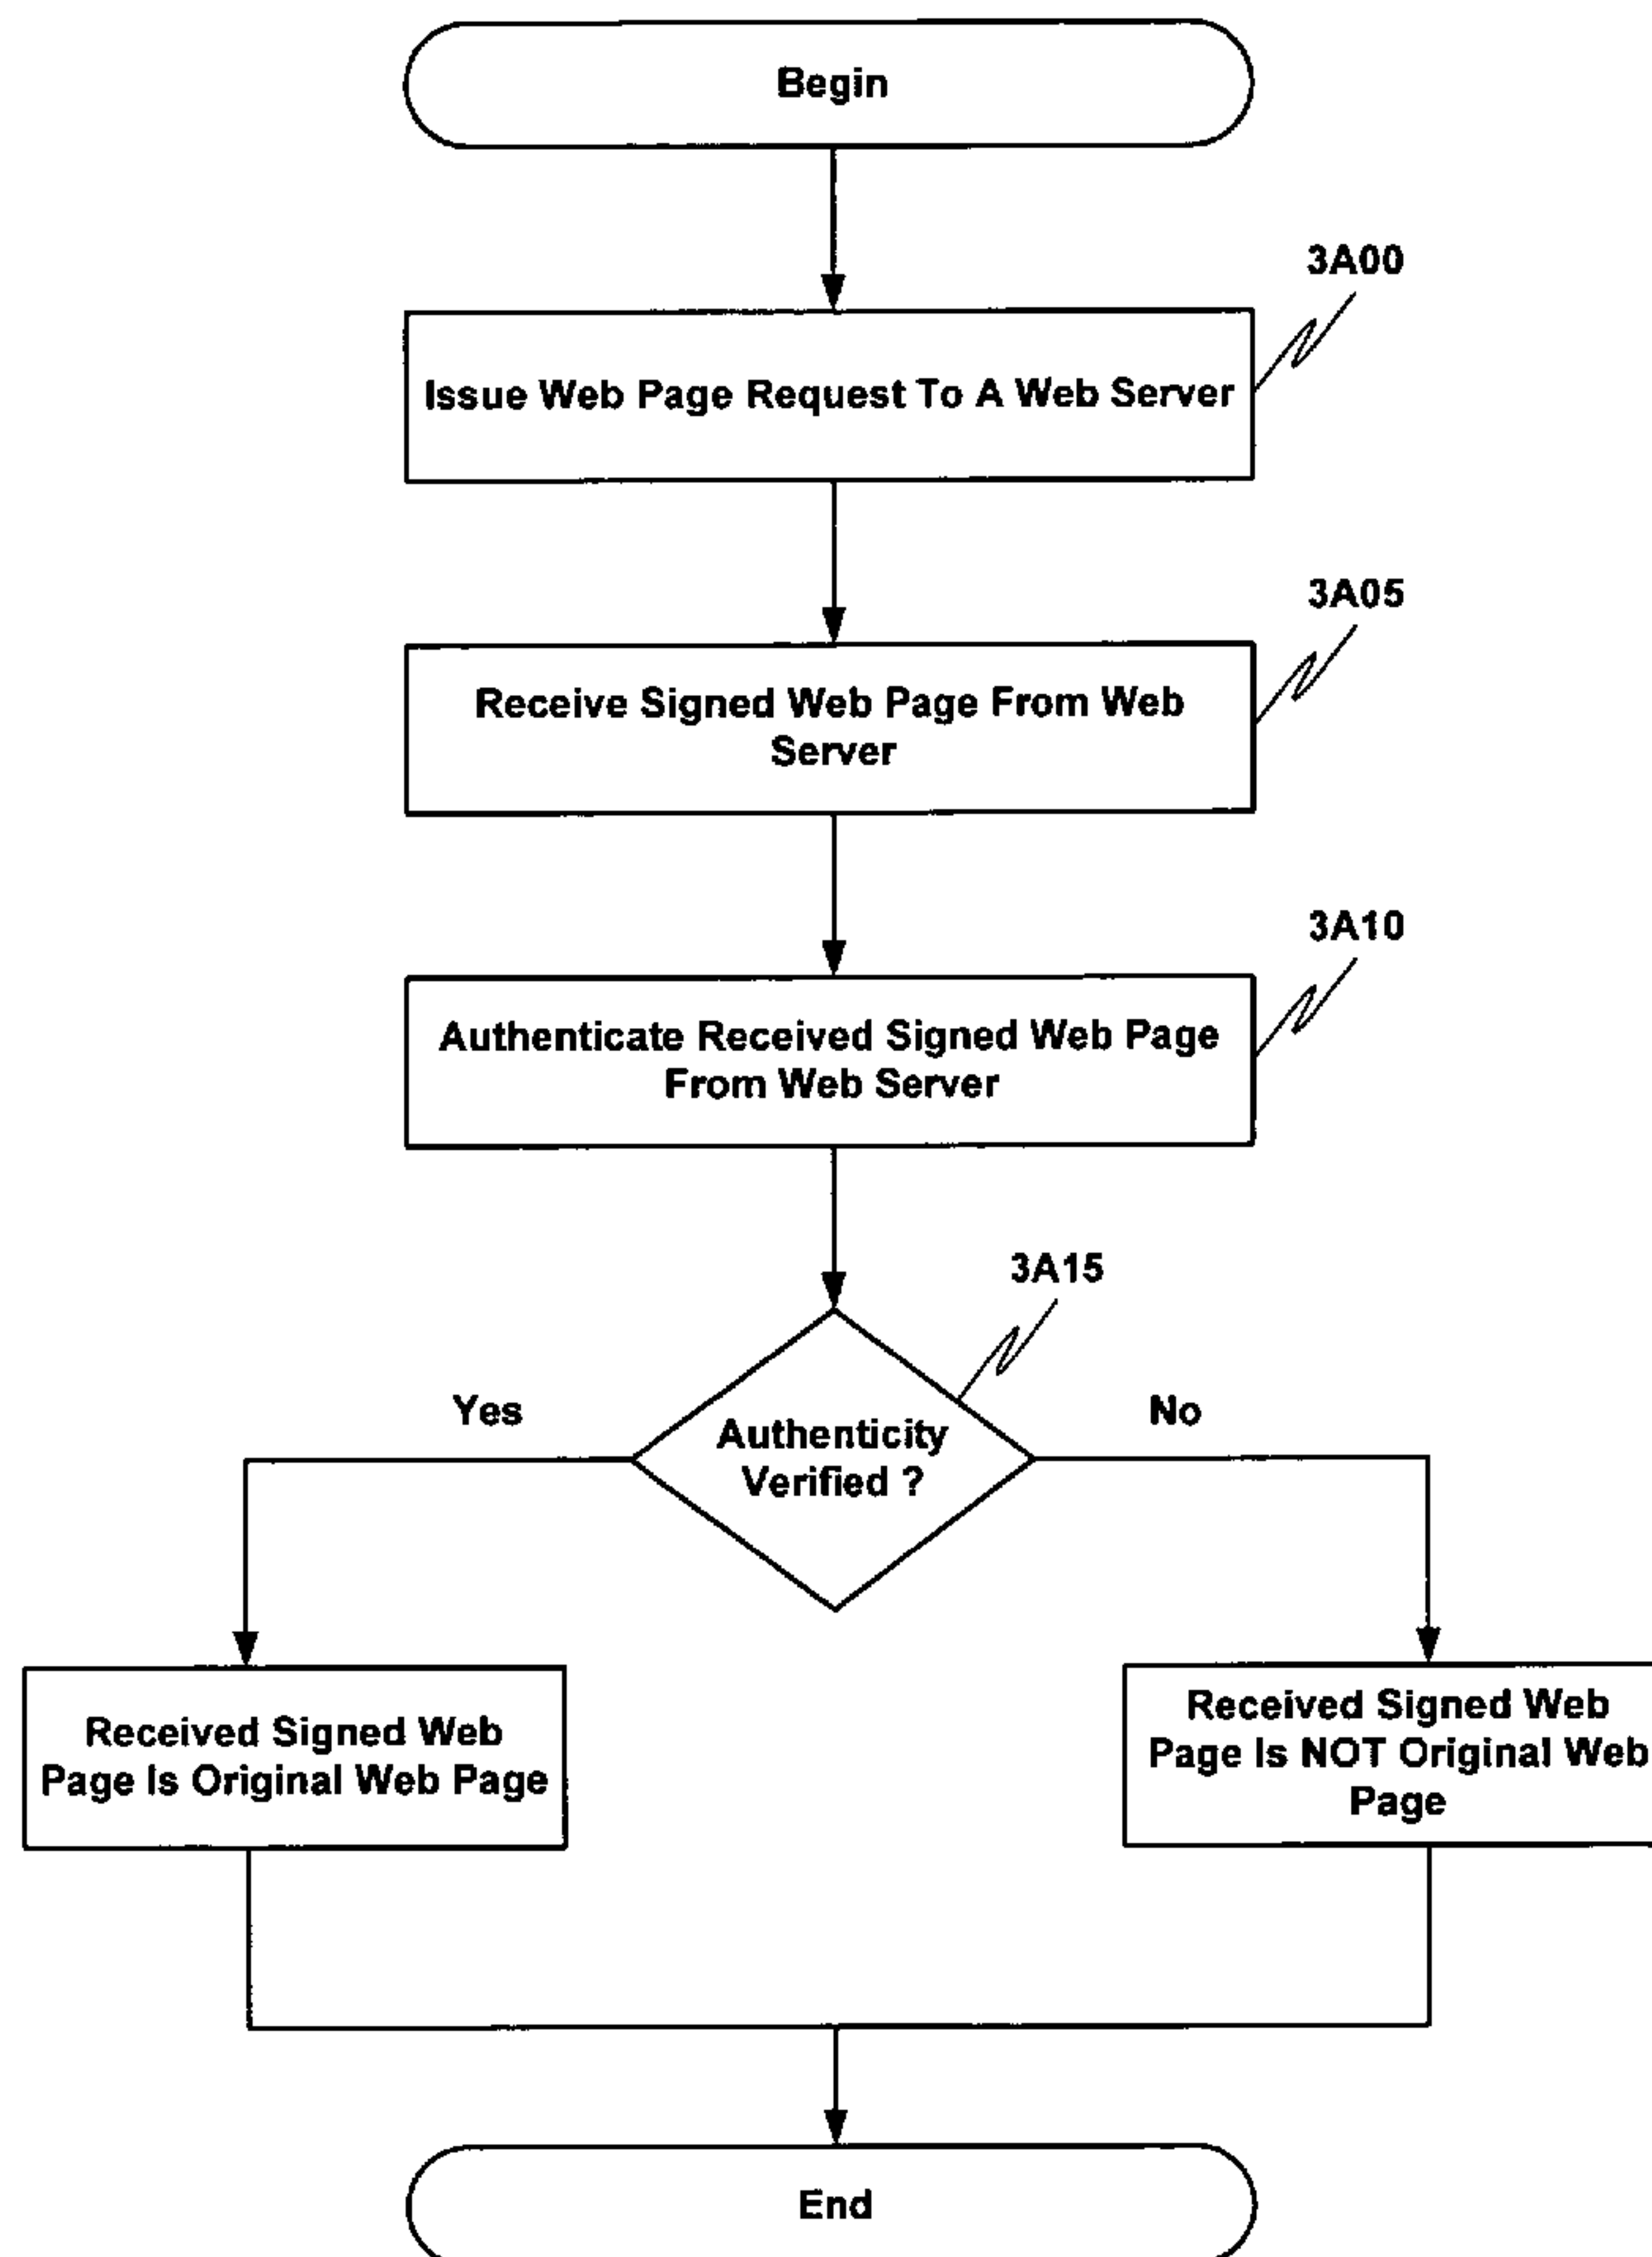 Begin
3A00
Issue Web Page Request To A Web Server
3A05
Receive Signed Web Page From Web
Server
3A10
Authenticate Received Signed Web Page
From Web Server
3A15
Yes
Authenticity
Verified ?
No
Received Signed Web
Page Is Original Web Page
Received Signed Web
Page Is NOT Original Web
Page
End